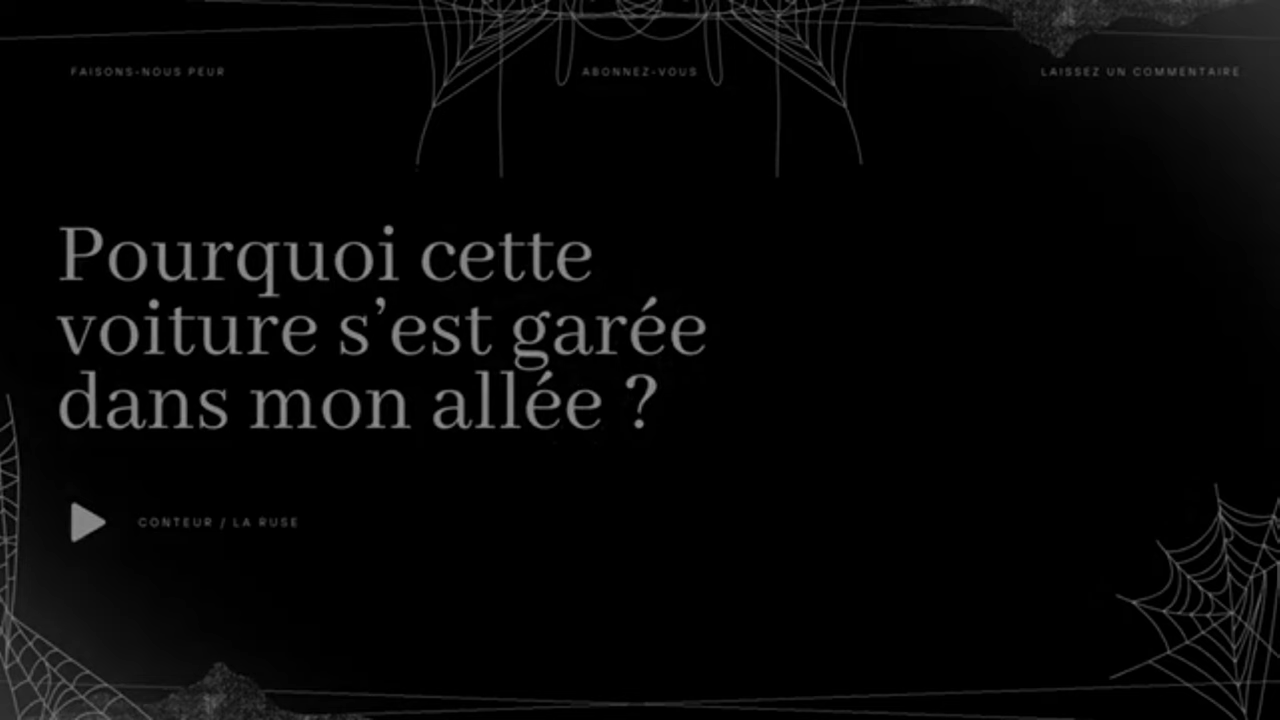 FAISONS-NOUS PEUR
ABONNEZ-VOUS
LAISSEZ UN COMMENTAIRE
Pourquoi cette
voiture s’est garée
dans mon allée ?
CONTEUR / LA RUSE